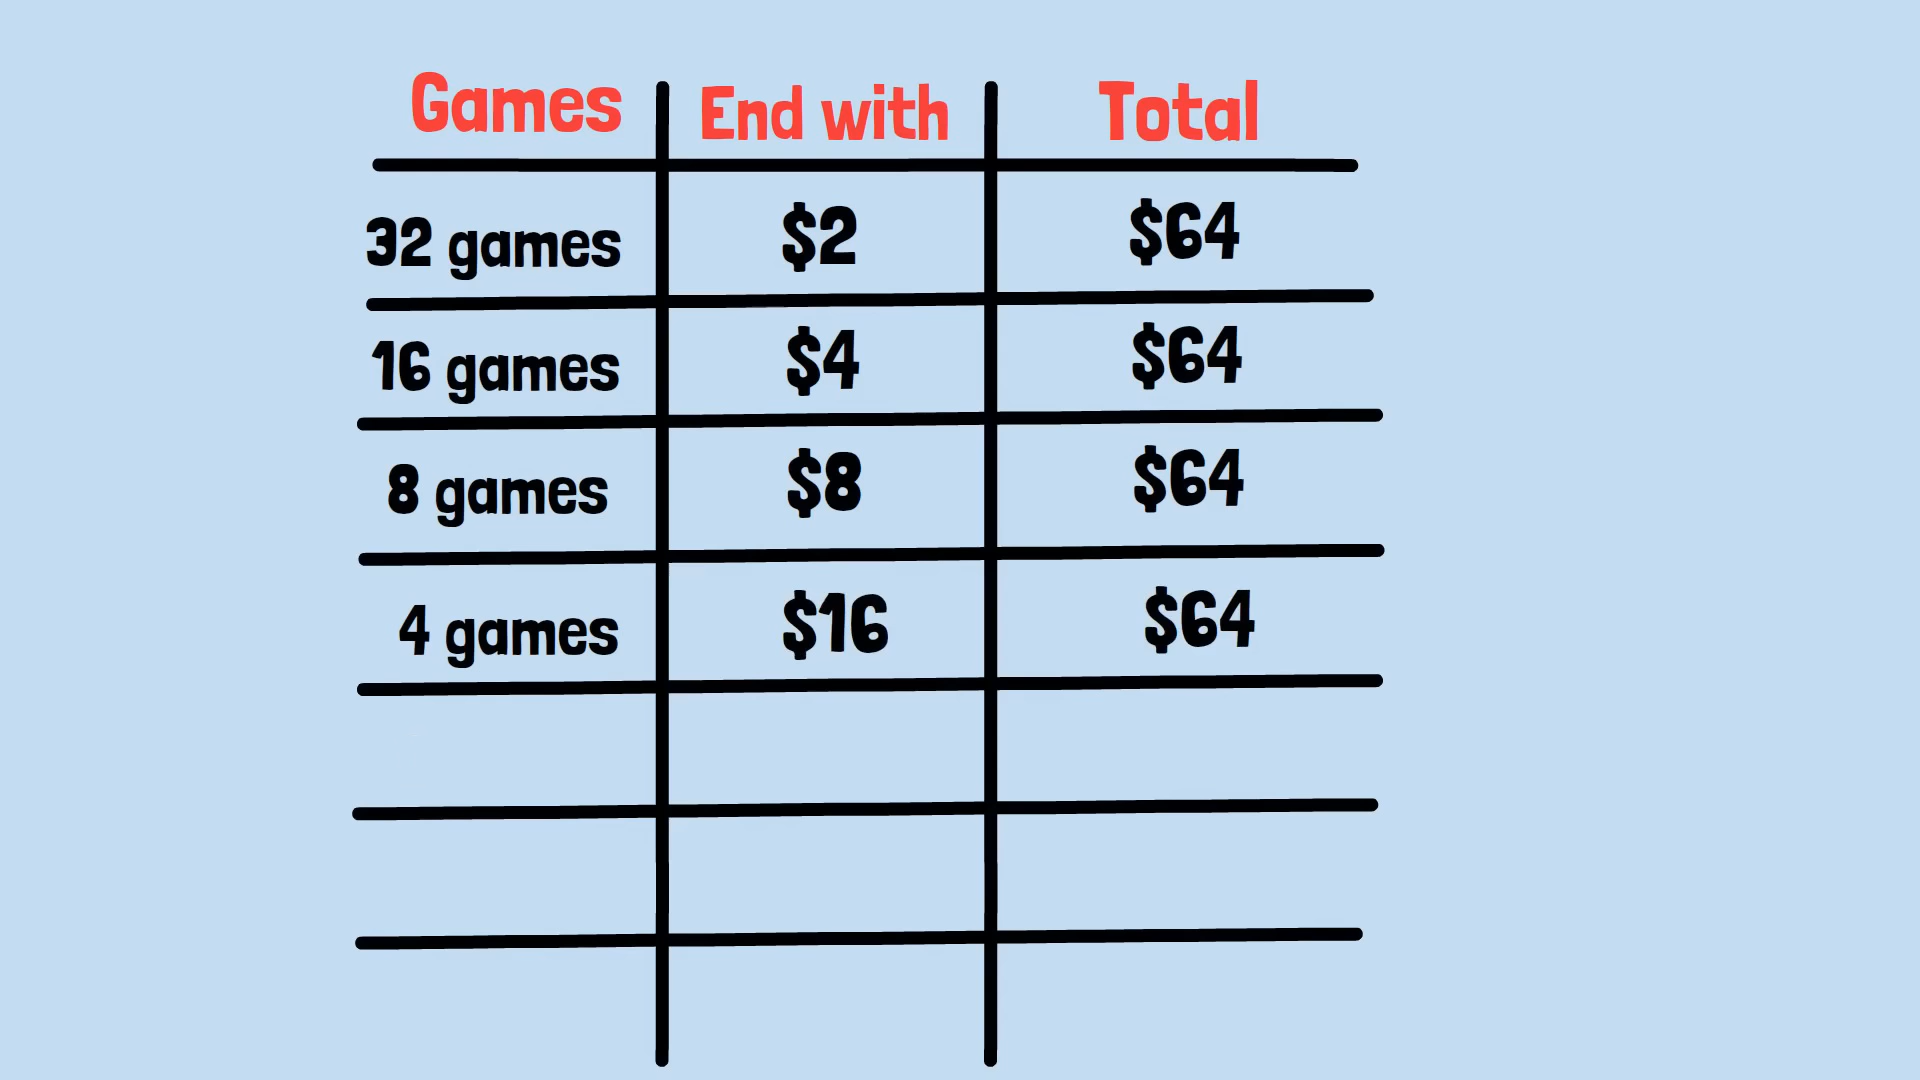 Games End with Total
32 games $2 $64
16 games $4 $64
8 games $8 $64
4 games $16 $64